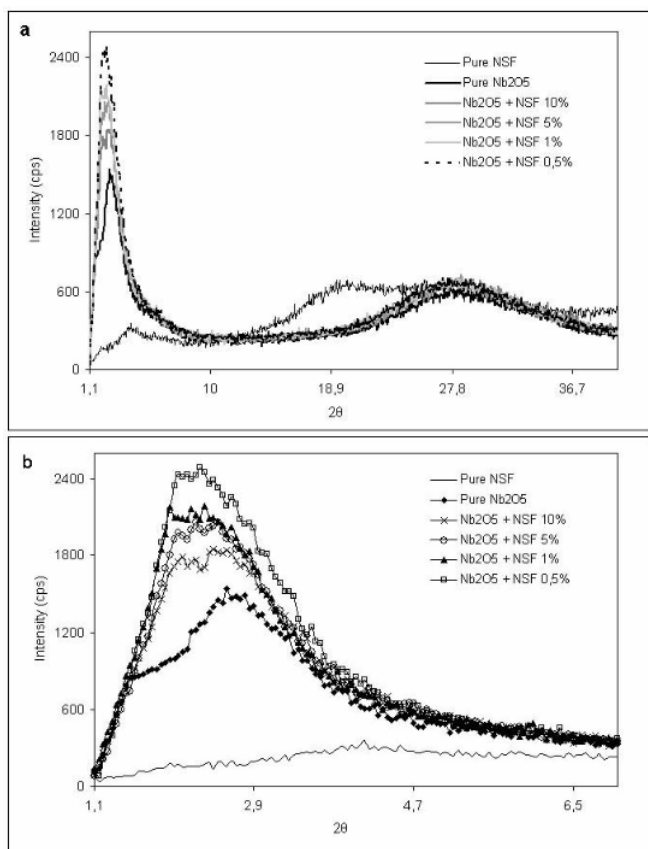 a
2400
1800
1200
600
0
Intensity (cps)
1,1
10
18,9
27,8
36,7
2θ
Pure NSF
Pure Nb2O5
Nb2O5 + NSF 10%
Nb2O5 + NSF 5%
Nb2O5 + NSF 1%
Nb2O5 + NSF 0,5%
b
2400
1800
1200
600
0
Intensity (cps)
1,1
2,9
4,7
6,5
2θ
Pure NSF
Pure Nb2O5
Nb2O5 + NSF 10%
Nb2O5 + NSF 5%
Nb2O5 + NSF 1%
Nb2O5 + NSF 0,5%